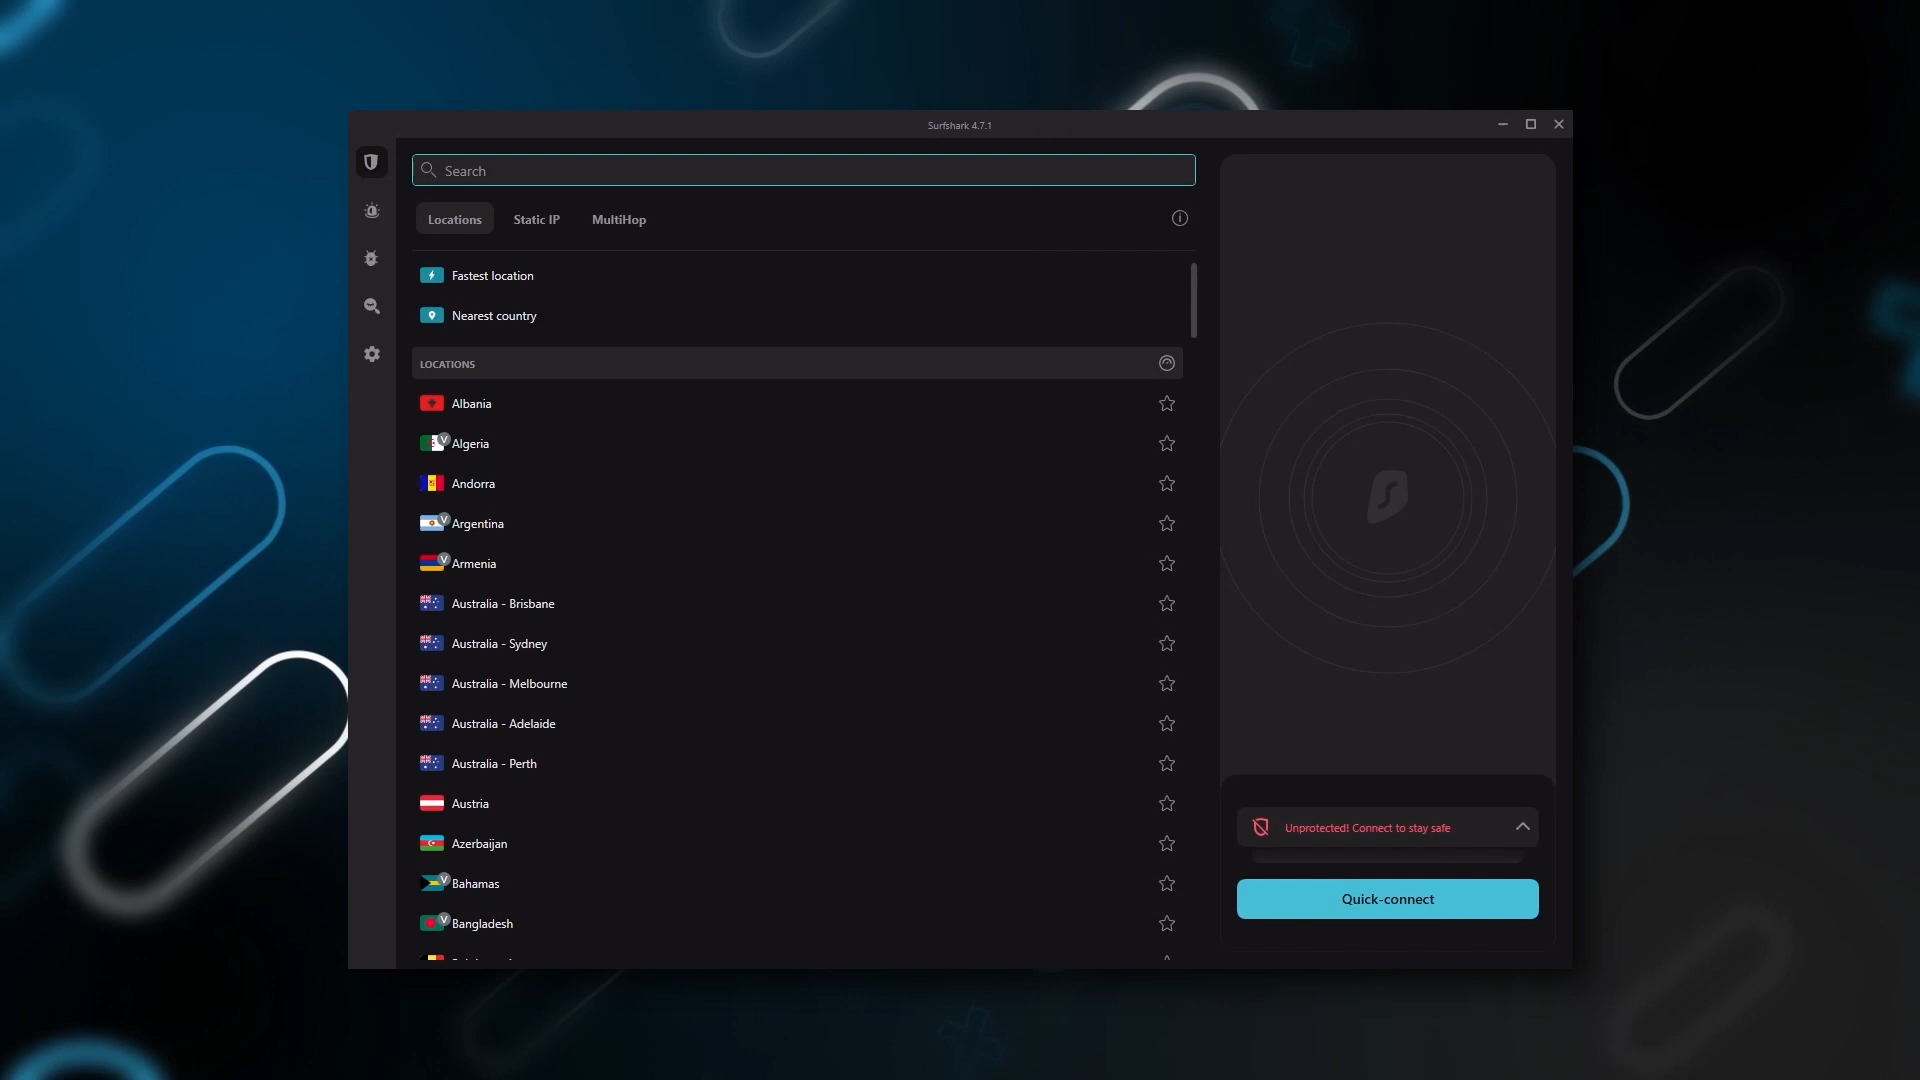 Surfshark 4.7.1
Search
Locations
Static IP
MultiHop
Fastest location
Nearest country
LOCATIONS
Albania
V
Algeria
Andorra
V
Argentina
V
Armenia
Australia - Brisbane
Australia - Sydney
Australia - Melbourne
Australia - Adelaide
Australia - Perth
Austria
Azerbaijan
V
Bahamas
V
Bangladesh
Unprotected! Connect to stay safe
Quick-connect